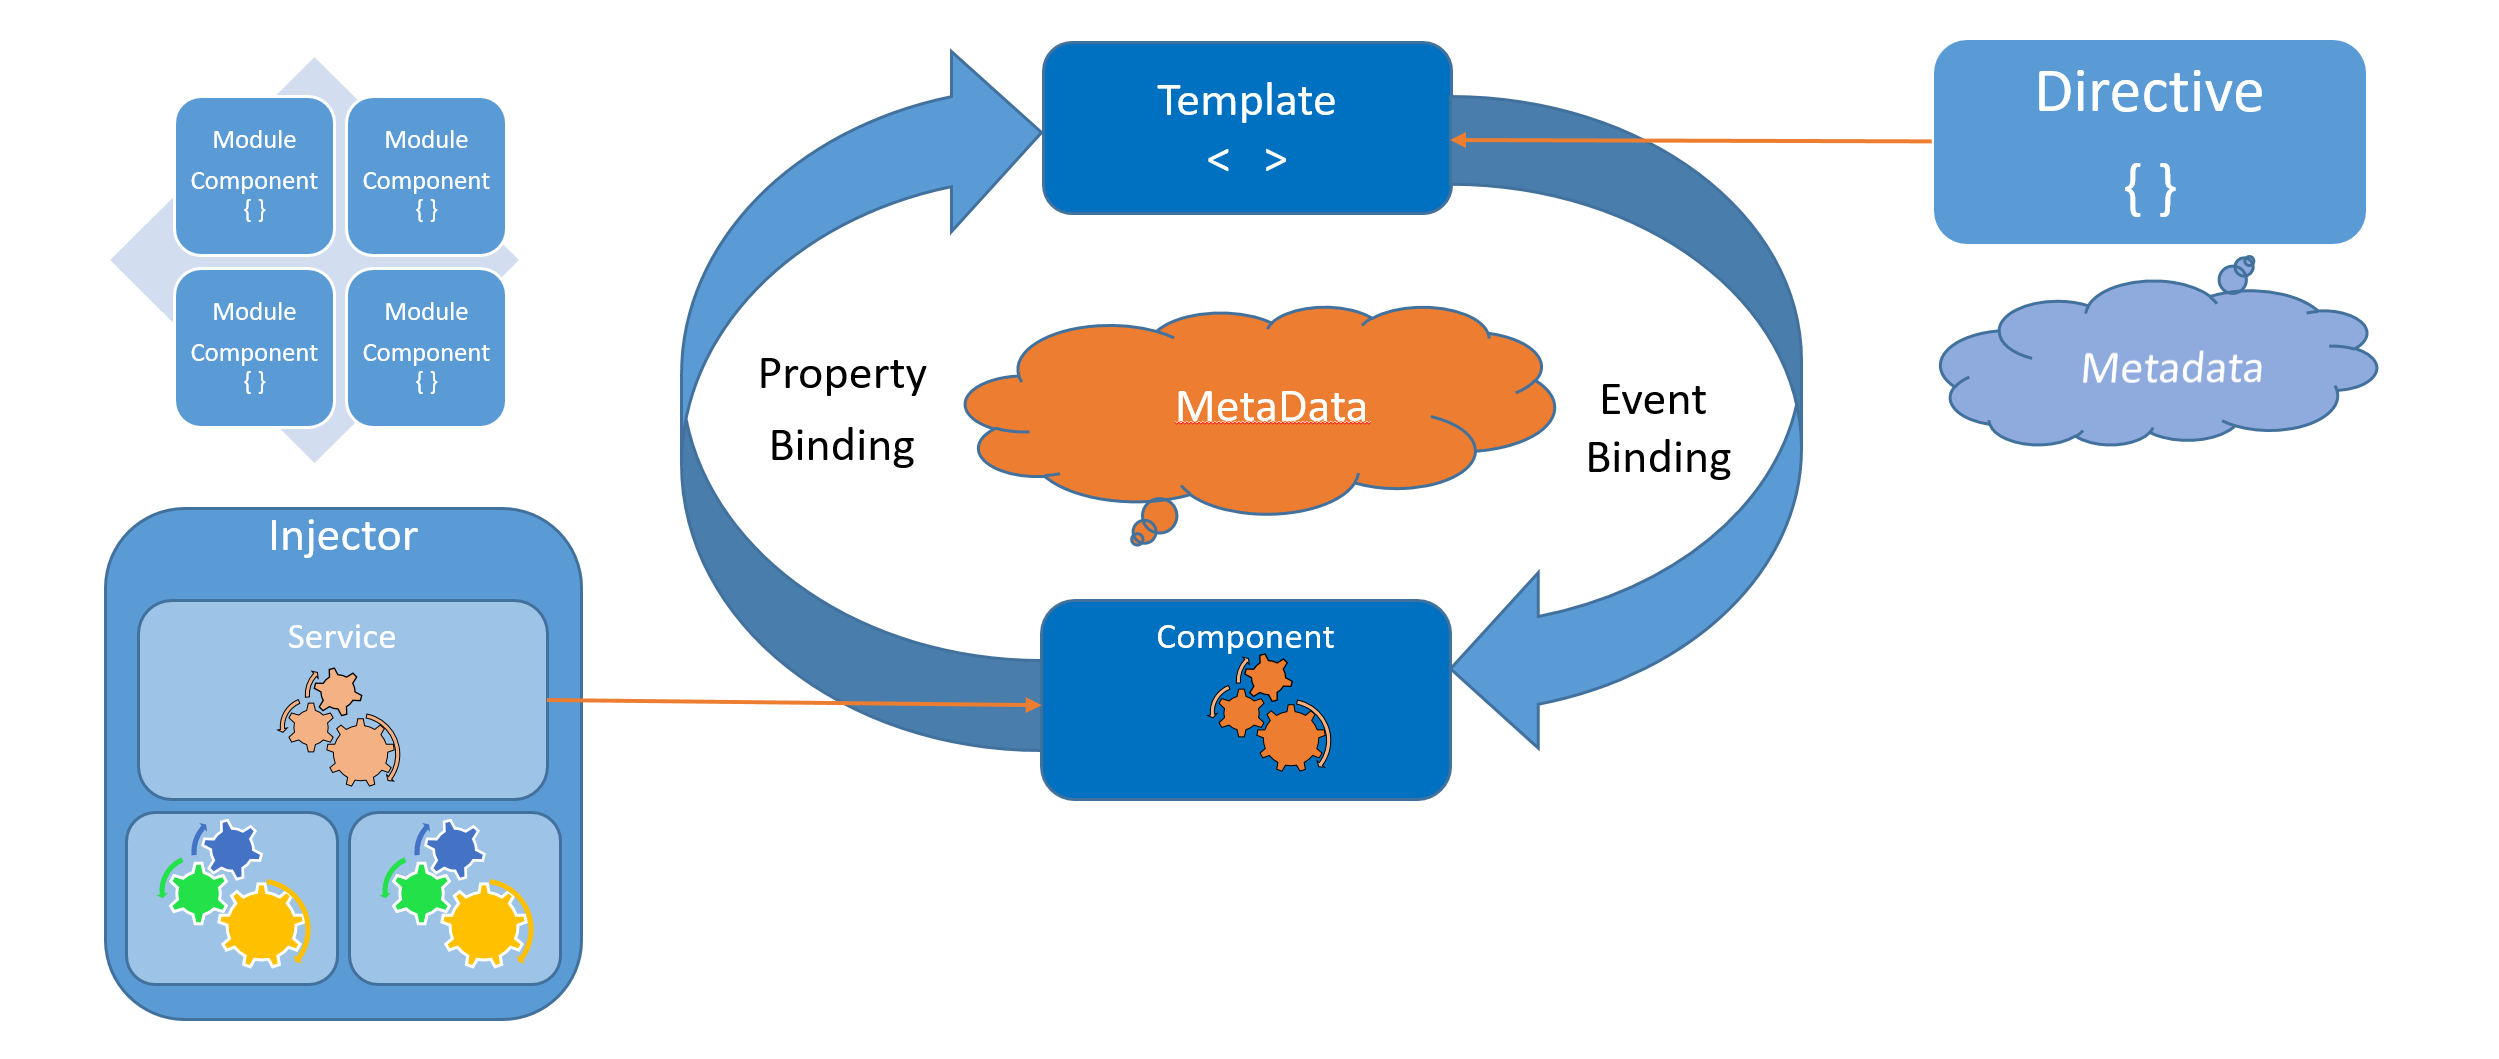 Module
Component
{ }
Module
Component
{ }
Module
Component
{ }
Module
Component
{ }
Injector
Service
Template
< >
Property
Binding
MetaData
Event
Binding
Component
Directive
{ }
Metadata